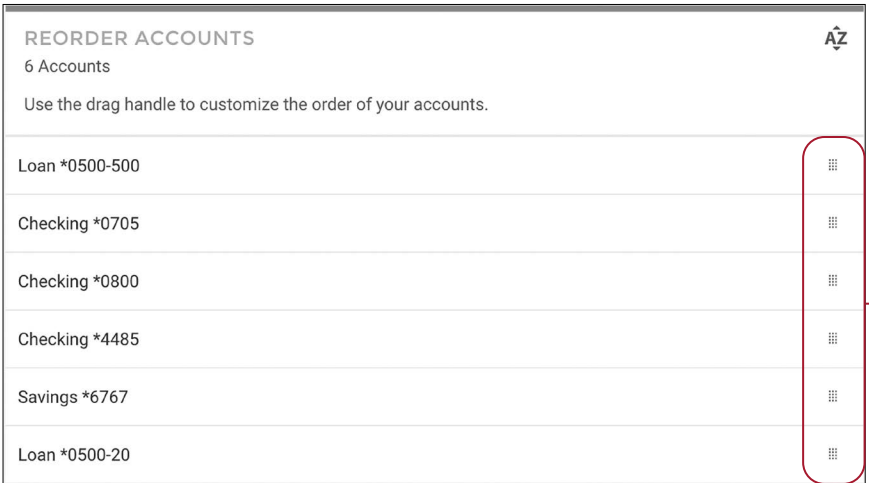 REORDER ACCOUNTS
AZ
6 Accounts
Use the drag handle to customize the order of your accounts.
Loan *0500-500
Checking *0705
Checking *0800
Checking *4485
Savings *6767
Loan *0500-20